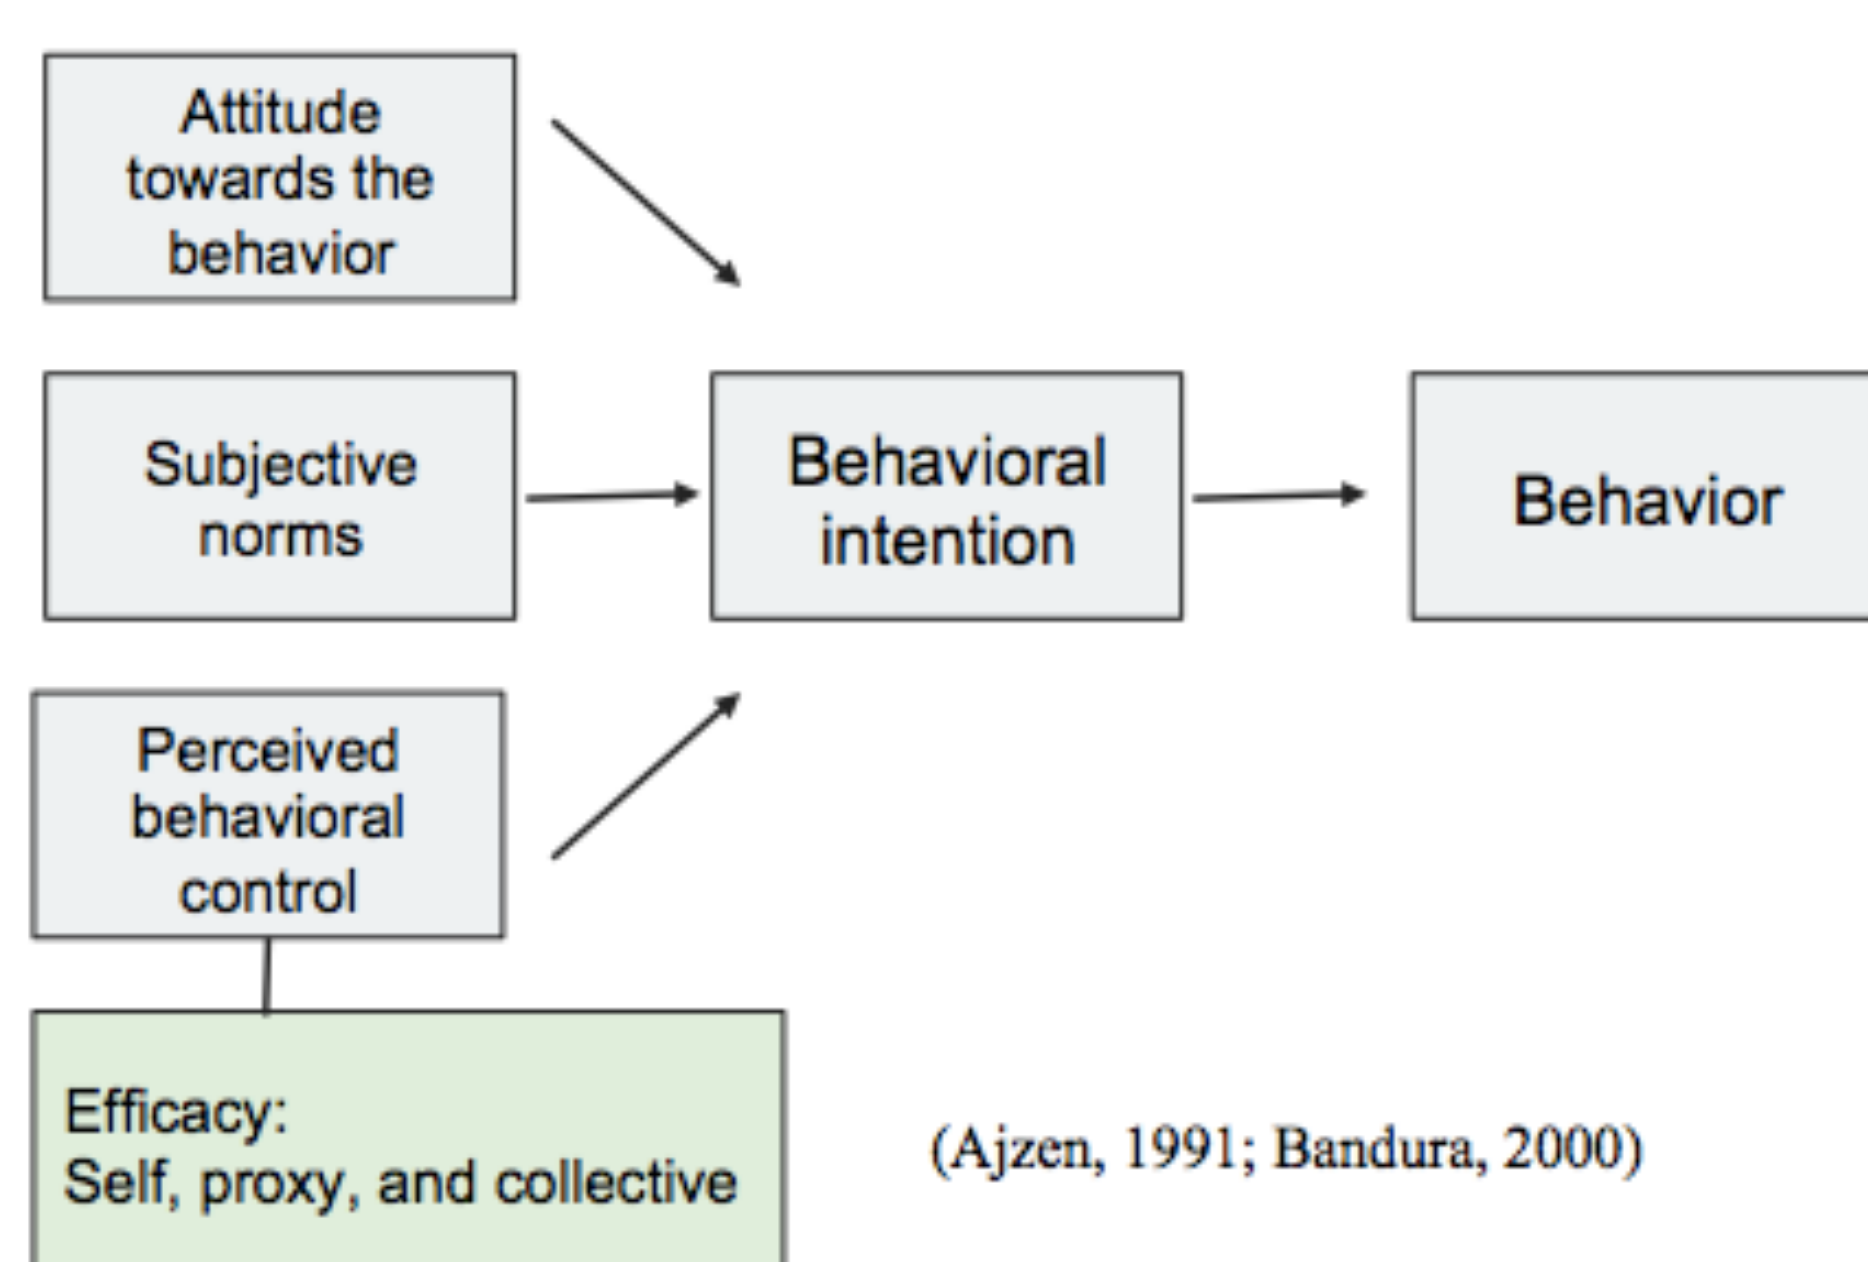 Attitude
towards the
behavior
Subjective
norms
Behavioral
intention
Behavior
Perceived
behavioral
control
Efficacy:
Self, proxy, and collective
(Ajzen, 1991; Bandura, 2000)